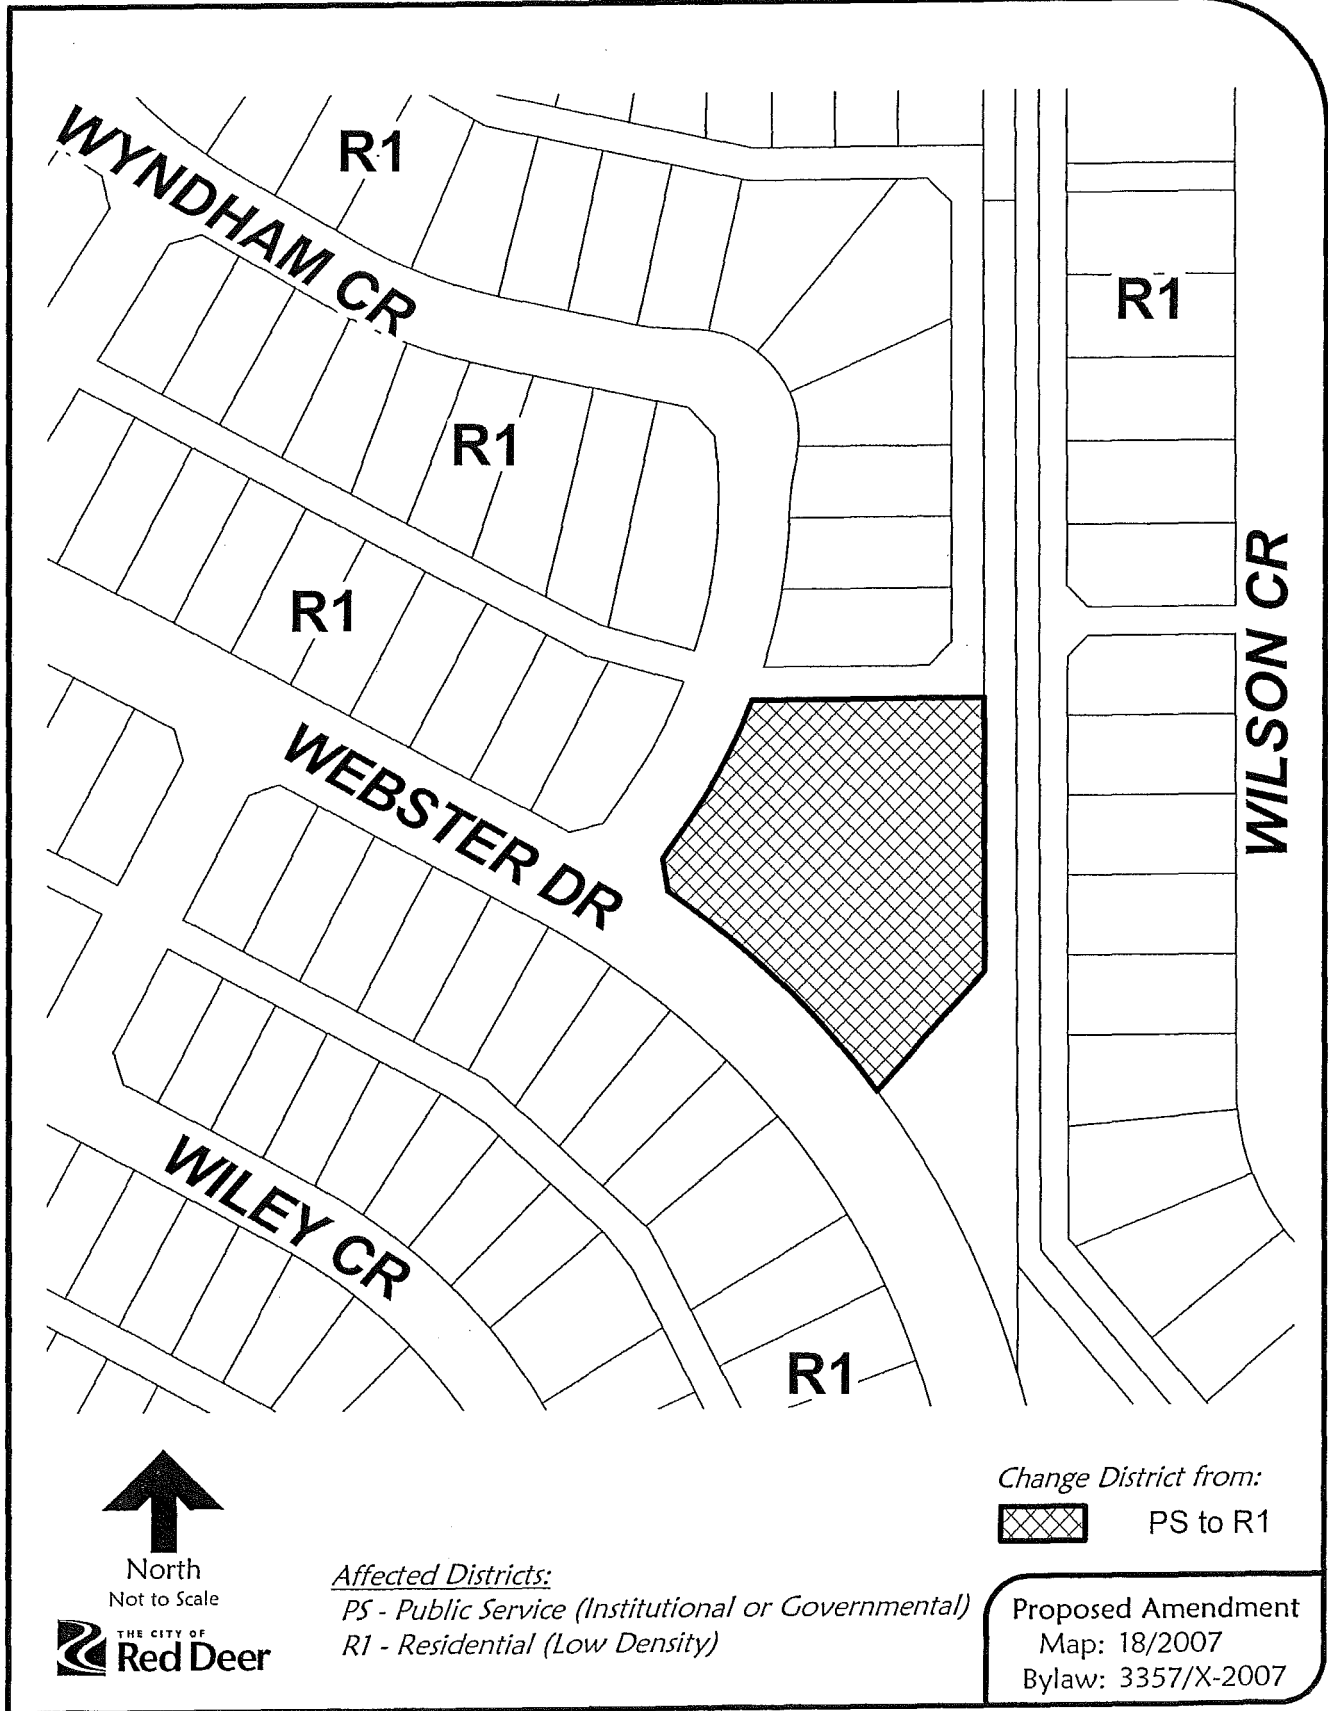 R1
WYNDHAM CR
R1
R1
R1
WILSON CR
WEBSTER DR
WILEY CR
R1
North
Not to Scale
THE CITY OF
Red Deer
Affected Districts:
PS - Public Service (Institutional or Governmental)
R1 - Residential (Low Density)
Change District from:
PS to R1
Proposed Amendment
Map: 18/2007
Bylaw: 3357/X-2007